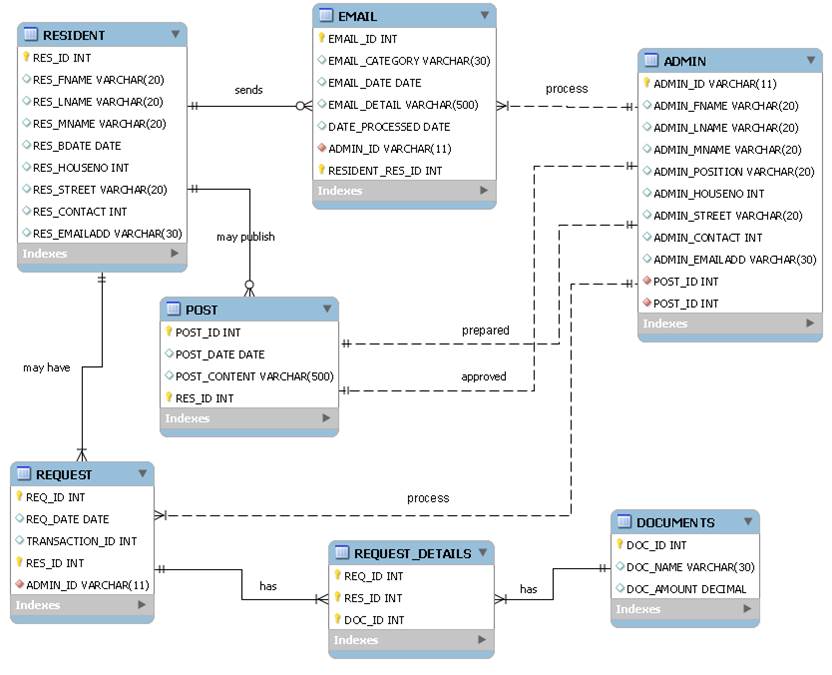 RESIDENT
RES_ID INT
RES_FNAME VARCHAR(20)
RES_LNAME VARCHAR(20)
RES_MNAME VARCHAR(20)
RES_BDATE DATE
RES_HOUSENO INT
RES_STREET VARCHAR(20)
RES_CONTACT INT
RES_EMAILADD VARCHAR(30)
Indexes
sends
EMAIL
EMAIL_ID INT
EMAIL_CATEGORY VARCHAR(30)
EMAIL_DATE DATE
EMAIL_DETAIL VARCHAR(500)
DATE_PROCESSED DATE
ADMIN_ID VARCHAR(11)
RESIDENT_RES_ID INT
Indexes
process
ADMIN
ADMIN_ID VARCHAR(11)
ADMIN_FNAME VARCHAR(20)
ADMIN_LNAME VARCHAR(20)
ADMIN_MNAME VARCHAR(20)
ADMIN_POSITION VARCHAR(20)
ADMIN_HOUSENO INT
ADMIN_STREET VARCHAR(20)
ADMIN_CONTACT INT
ADMIN_EMAILADD VARCHAR(30)
POST_ID INT
POST_ID INT
Indexes
may publish
POST
POST_ID INT
POST_DATE DATE
POST_CONTENT VARCHAR(500)
RES_ID INT
Indexes
prepared
approved
may have
REQUEST
REQ_ID INT
REQ_DATE DATE
TRANSACTION_ID INT
RES_ID INT
ADMIN_ID VARCHAR(11)
Indexes
process
has
REQUEST_DETAILS
REQ_ID INT
RES_ID INT
DOC_ID INT
Indexes
has
DOCUMENTS
DOC_ID INT
DOC_NAME VARCHAR(30)
DOC_AMOUNT DECIMAL
Indexes